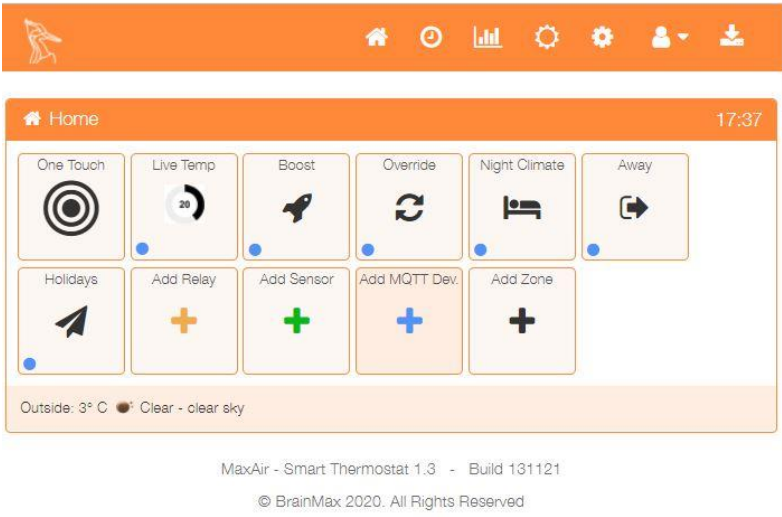 Home 17:37
One Touch Live Temp Boost Override Night Climate Away
20
Holidays Add Relay Add Sensor Add MQTT Dev. Add Zone
Outside: 3° C Clear - clear sky
MaxAir - Smart Thermostat 1.3 - Build 131121
© BrainMax 2020. All Rights Reserved